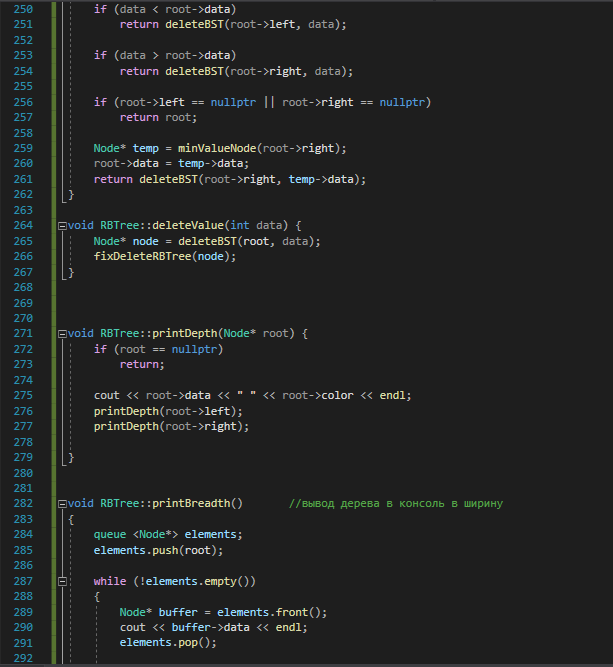 250 if (data < root->data)
251 return deleteBST(root->left, data);
252
253 if (data > root->data)
254 return deleteBST(root->right, data);
255
256 if (root->left == nullptr || root->right == nullptr)
257 return root;
258
259 Node* temp = minValueNode(root->right);
260 root->data = temp->data;
261 return deleteBST(root->right, temp->data);
262 }
263
264 void RBTree::deleteValue(int data) {
265 Node* node = deleteBST(root, data);
266 fixDeleteRBTree(node);
267 }
268
269
270
271 void RBTree::printDepth(Node* root) {
272 if (root == nullptr)
273 return;
274
275 cout << root->data << " " << root->color << endl;
276 printDepth(root->left);
277 printDepth(root->right);
278
279 }
280
281
282 void RBTree::printBreadth() //вывод дерева в консоль в ширину
283 {
284 queue <Node*> elements;
285 elements.push(root);
286
287 while (!elements.empty())
288 {
289 Node* buffer = elements.front();
290 cout << buffer->data << endl;
291 elements.pop();
292